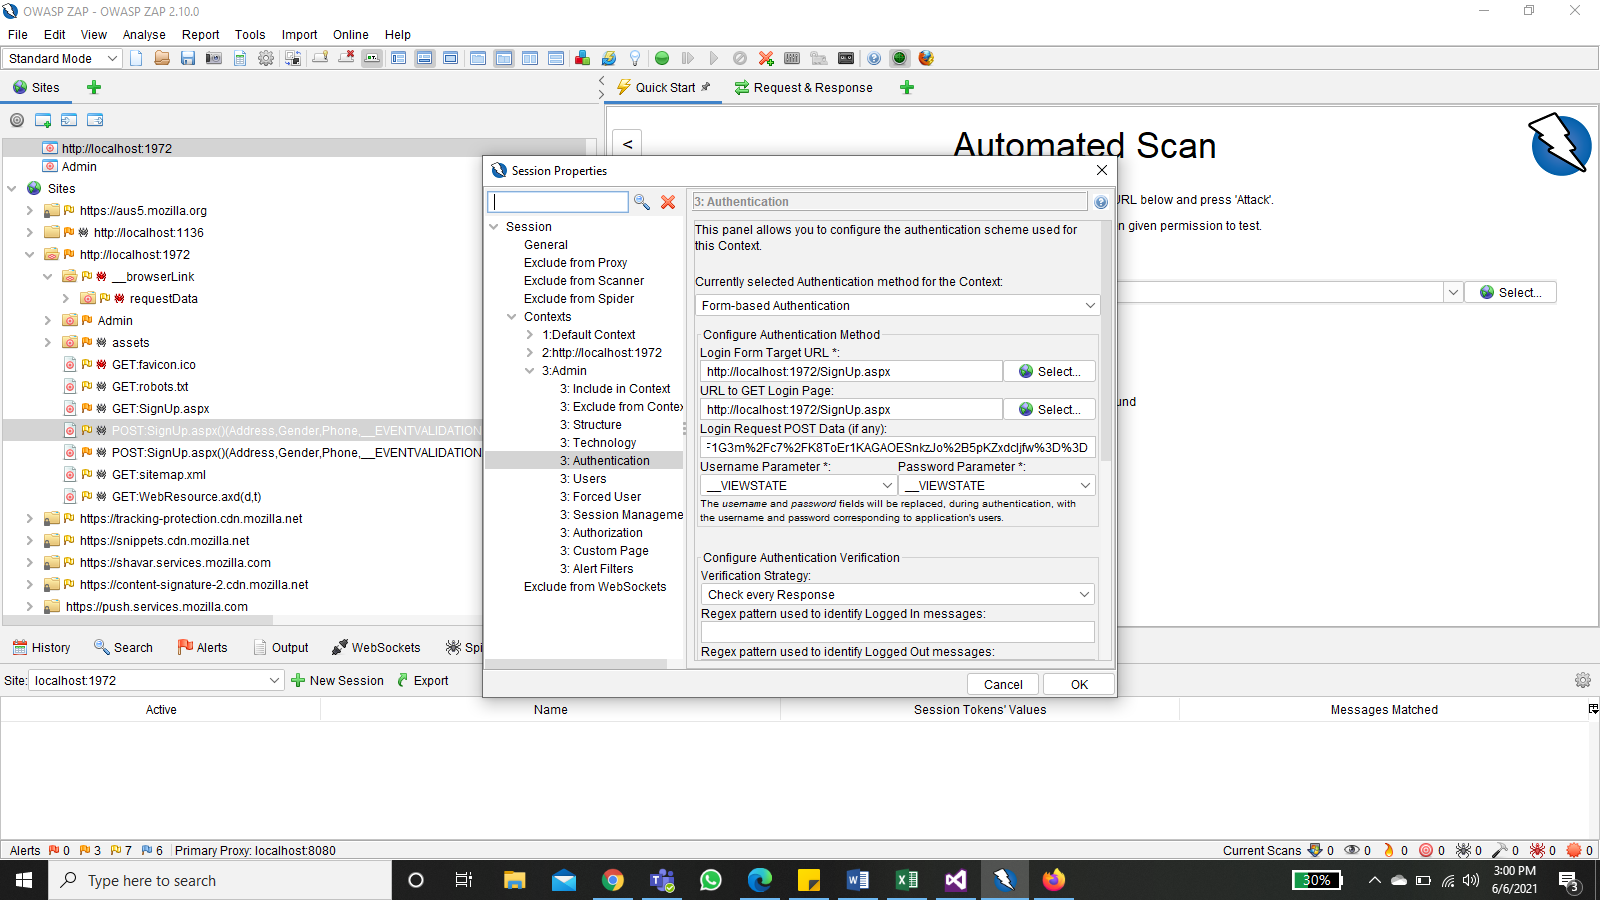 OWASP ZAP - OWASP ZAP 2.10.0
File Edit View Analyse Report Tools Import Online Help
Standard Mode
Sites
Quick Start
Request & Response
<
Automated Scan
http://localhost:1972
Admin
Sites
https://aus5.mozilla.org
http://localhost:1136
http://localhost:1972
__browserLink
requestData
Admin
assets
GET:favicon.ico
GET:robots.txt
GET:SignUp.aspx
POST:SignUp.aspx()(Address,Gender,Phone,__EVENTVALIDATION
POST:SignUp.aspx()(Address,Gender,Phone,__EVENTVALIDATION
GET:sitemap.xml
GET:WebResource.axd(d,t)
https://tracking-protection.cdn.mozilla.net
https://snippets.cdn.mozilla.net
https://shavar.services.mozilla.com
https://content-signature-2.cdn.mozilla.net
https://push.services.mozilla.com
URL below and press 'Attack'.
n given permission to test.
Select...
und
Session Properties
Session
General
Exclude from Proxy
Exclude from Scanner
Exclude from Spider
Contexts
1:Default Context
2:http://localhost:1972
3:Admin
3: Include in Context
3: Exclude from Contex
3: Structure
3: Technology
3: Authentication
3: Users
3: Forced User
3: Session Manageme
3: Authorization
3: Custom Page
3: Alert Filters
Exclude from WebSockets
3: Authentication
This panel allows you to configure the authentication scheme used for
this Context.
Currently selected Authentication method for the Context:
Form-based Authentication
Configure Authentication Method
Login Form Target URL *:
http://localhost:1972/SignUp.aspx
Select...
URL to GET Login Page:
http://localhost:1972/SignUp.aspx
Select...
Login Request POST Data (if any):
F1G3m%2Fc7%2FK8ToEr1KAGAOESnkzJo%2B5pKZxdcljfw%3D%3D
Username Parameter *: Password Parameter *:
__VIEWSTATE __VIEWSTATE
The username and password fields will be replaced, during authentication, with
the username and password corresponding to application's users.
Configure Authentication Verification
Verification Strategy:
Check every Response
Regex pattern used to identify Logged In messages:
Regex pattern used to identify Logged Out messages:
Cancel OK
History Search Alerts Output WebSockets Spi
Site: localhost:1972 New Session Export
Active Name Session Tokens' Values Messages Matched
Alerts 0 3 7 6 Primary Proxy: localhost:8080
Current Scans 0 0 0 0 0 0 0 0
Type here to search
30%
3:00 PM
6/6/2021
3